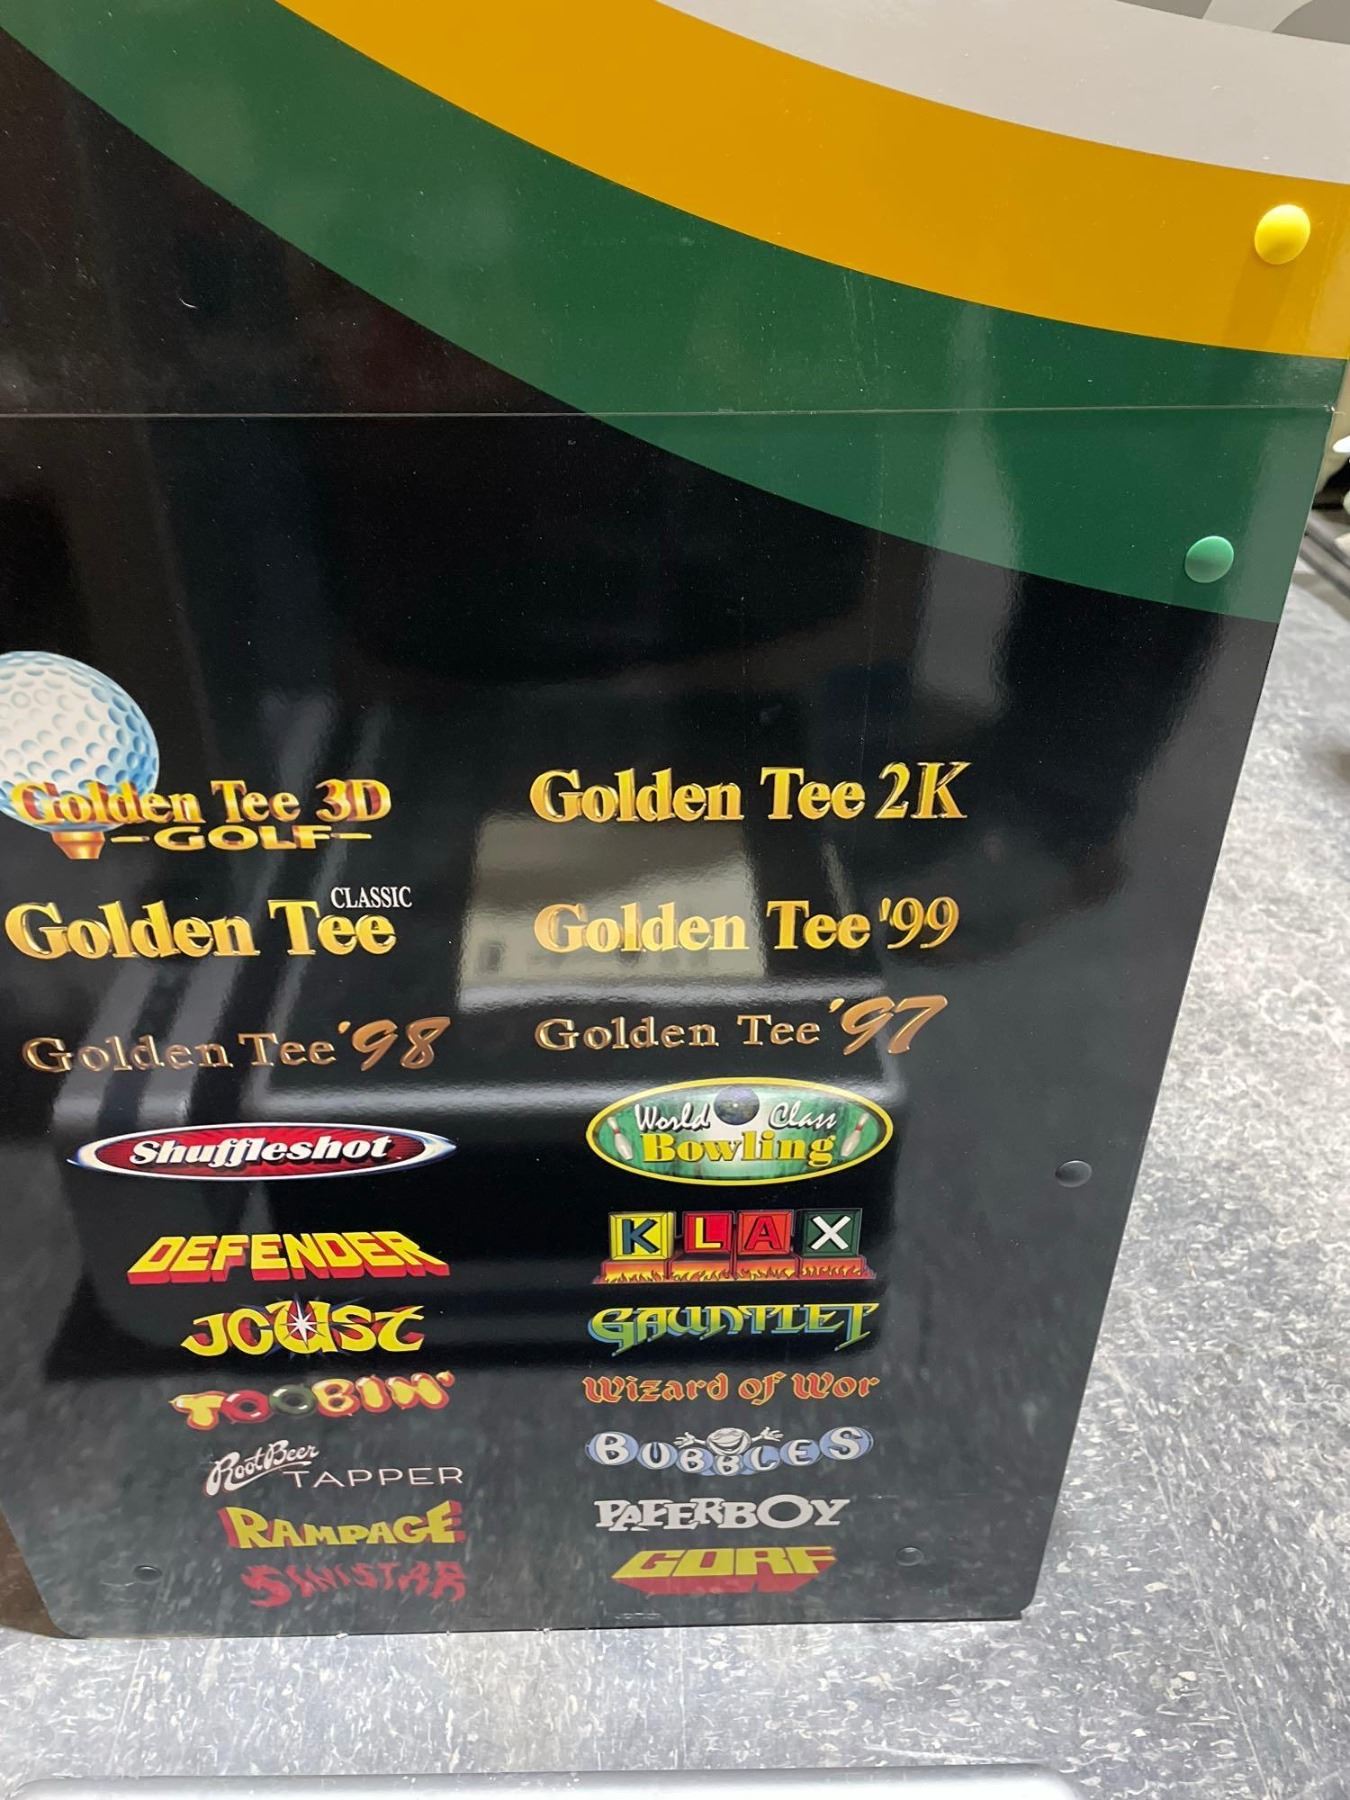 Golden Tee 3D
GOLF
Golden Tee 2K
CLASSIC
Golden Tee
Golden Tee '99
Golden Tee '98
Golden Tee '97
Shuffleshot
World Class
Bowling
DEFENDER
KLAX
JOUST
GAUNTLET
TOOBIN'
Wizard of Wor
Root Beer
TAPPER
BUBBLES
RAMPAGE
PAPERBOY
SINISTAR
GORF